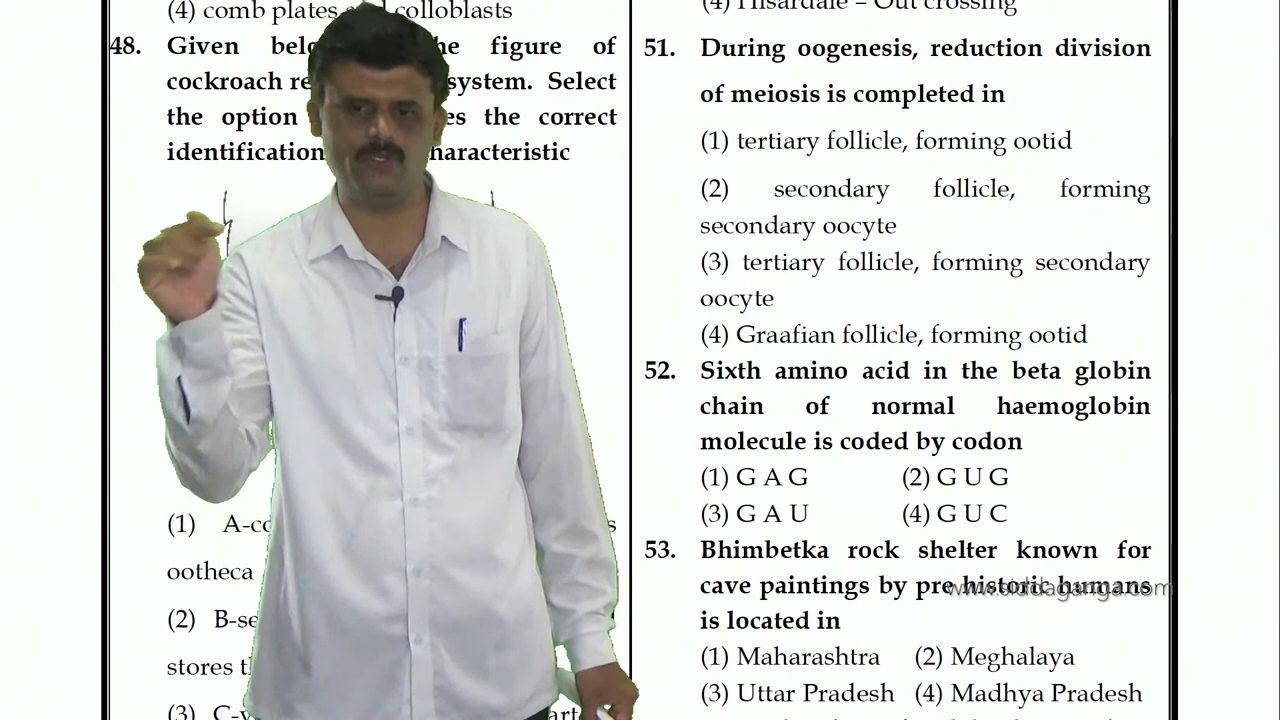 (4) comb plates and colloblasts
48. Given the figure of
cockroach system. Select
the option the correct
identification
(1)
ootheca
(2)
stores
(3)
(4) Hisardale – Out crossing
51. During oogenesis, reduction division
of meiosis is completed in
(1) tertiary follicle, forming ootid
(2) secondary follicle, forming
secondary oocyte
(3) tertiary follicle, forming secondary
oocyte
(4) Graafian follicle, forming ootid
52. Sixth amino acid in the beta globin
chain of normal haemoglobin
molecule is coded by codon
(1) G A G (2) G U G
(3) G A U (4) G U C
53. Bhimbetka rock shelter known for
cave paintings by pre historic humans
www.siddaganga.com
is located in
(1) Maharashtra (2) Meghalaya
(3) Uttar Pradesh (4) Madhya Pradesh